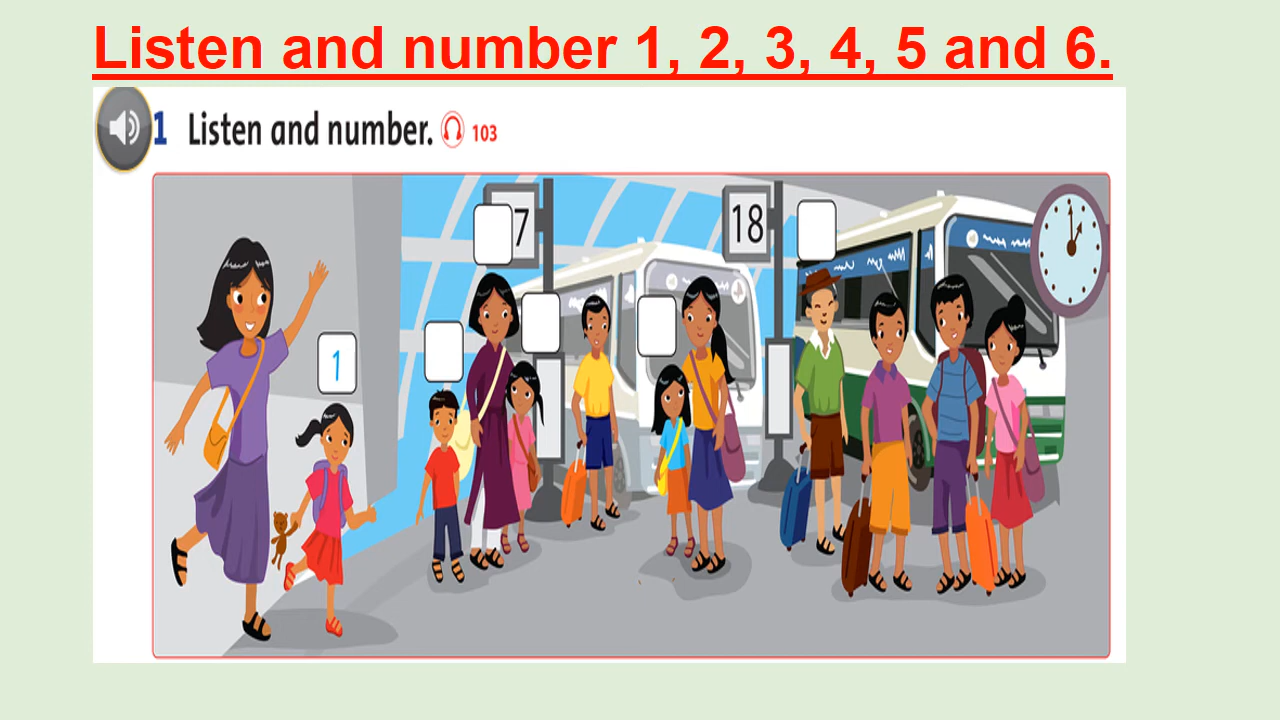 Listen and number 1, 2, 3, 4, 5 and 6.
1 Listen and number. 103
7
18
1